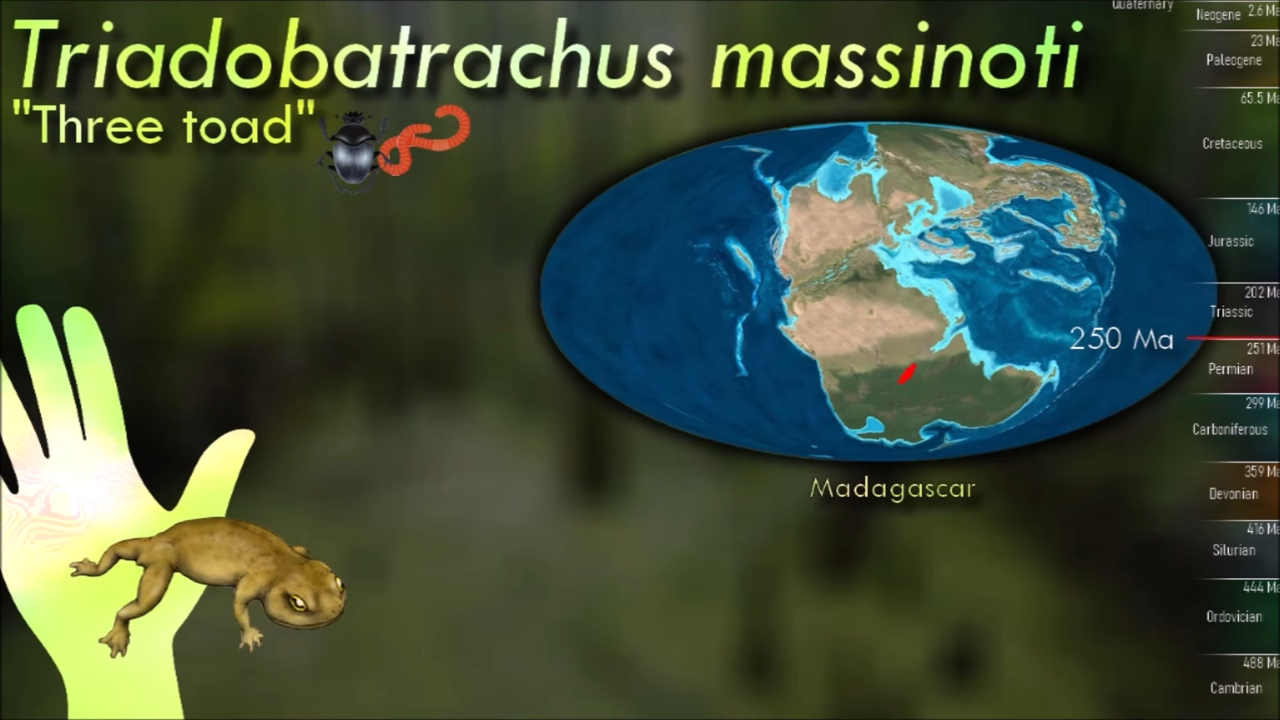 Triadobatrachus massinoti
"Three toad"
250 Ma
Madagascar
Quaternary
2.6 Ma
Neogene
23 Ma
Paleogene
65.5 Ma
Cretaceous
146 Ma
Jurassic
202 Ma
Triassic
251 Ma
Permian
299 Ma
Carboniferous
359 Ma
Devonian
416 Ma
Silurian
444 Ma
Ordovician
488 Ma
Cambrian